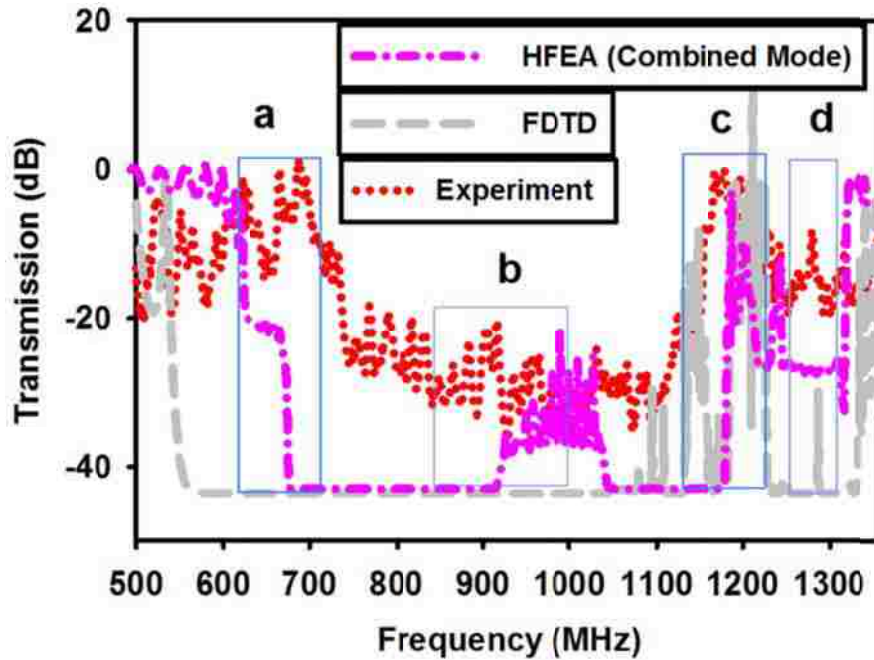 20
HFEA (Combined Mode)
a
FDTD
c
d
0
Experiment
b
-20
-40
Transmission (dB)
500 600 700 800 900 1000 1100 1200 1300
Frequency (MHz)